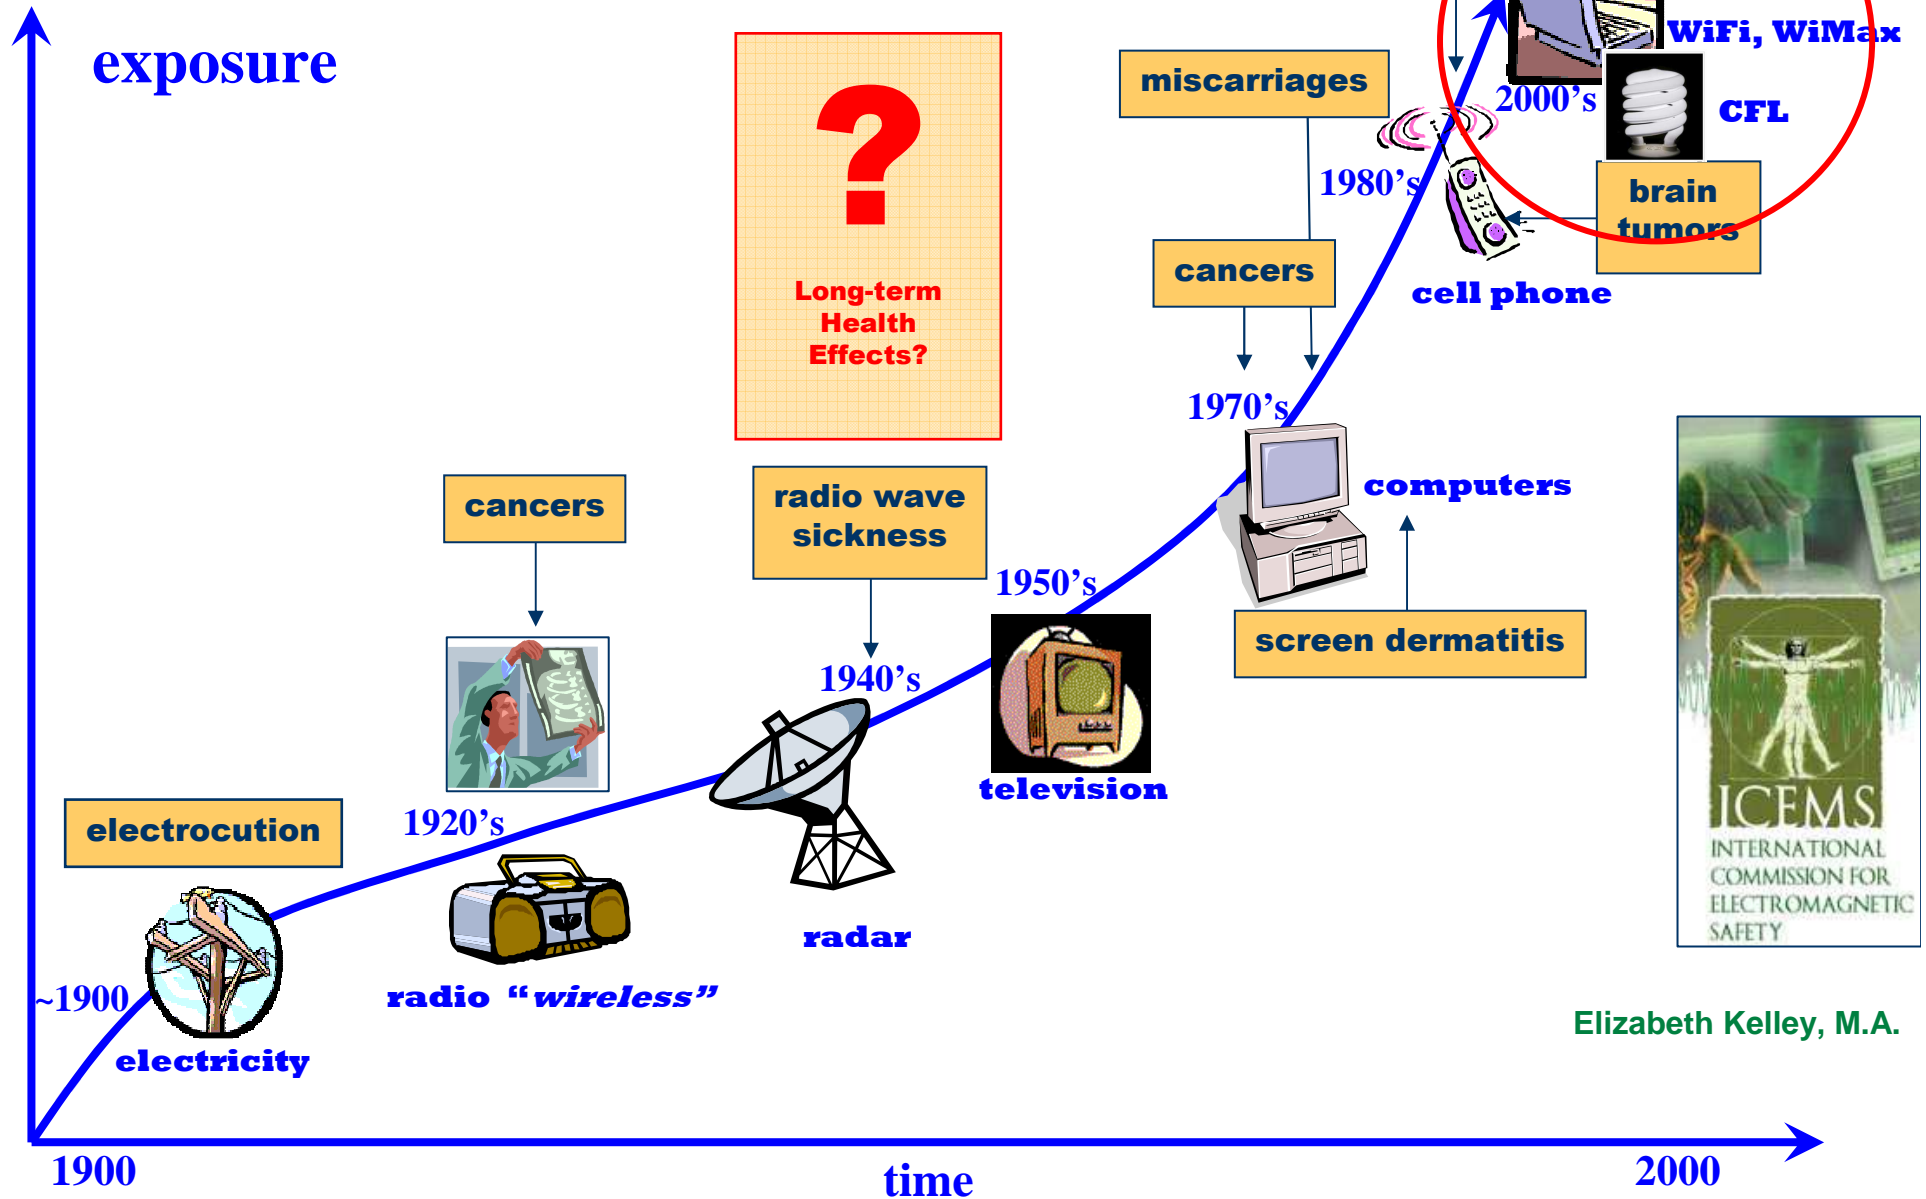 exposure
WiFi, WiMax
2000's
CFL
miscarriages
1980's
brain
tumors
cell phone
cancers
?
Long-term
Health
Effects?
1970's
computers
screen dermatitis
cancers
radio wave
sickness
1950's
television
1940's
radar
1920's
radio “wireless”
electrocution
~1900
electricity
ICEMS
INTERNATIONAL
COMMISSION FOR
ELECTROMAGNETIC
SAFETY
Elizabeth Kelley, M.A.
1900
time
2000